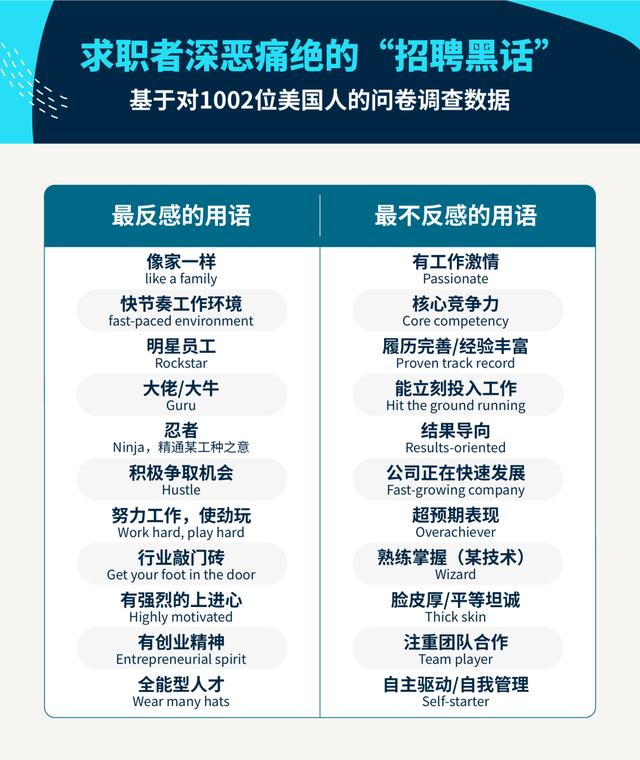 求职者深恶痛绝的“招聘黑话”
基于对1002位美国人的问卷调查数据
最反感的用语
最不反感的用语
像家一样
like a family
有工作激情
Passionate
快节奏工作环境
fast-paced environment
核心竞争力
Core competency
明星员工
Rockstar
履历完善/经验丰富
Proven track record
大佬/大牛
Guru
能立刻投入工作
Hit the ground running
忍者
Ninja，精通某工种之意
结果导向
Results-oriented
积极争取机会
Hustle
公司正在快速发展
Fast-growing company
努力工作，使劲玩
Work hard, play hard
超预期表现
Overachiever
行业敲门砖
Get your foot in the door
熟练掌握（某技术）
Wizard
有强烈的上进心
Highly motivated
脸皮厚/平等坦诚
Thick skin
有创业精神
Entrepreneurial spirit
注重团队合作
Team player
全能型人才
Wear many hats
自主驱动/自我管理
Self-starter